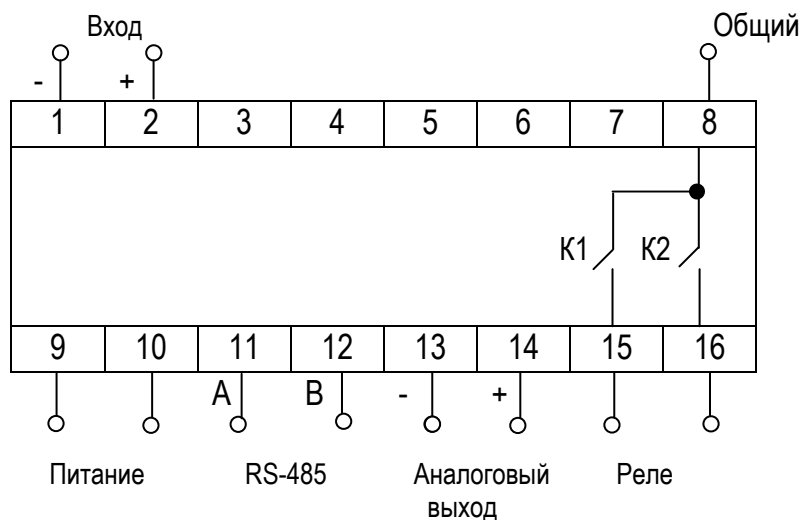 Вход
Общий
- +
1 2 3 4 5 6 7 8
К1 К2
9 10 11 12 13 14 15 16
А В - +
Питание RS-485 Аналоговый выход Реле